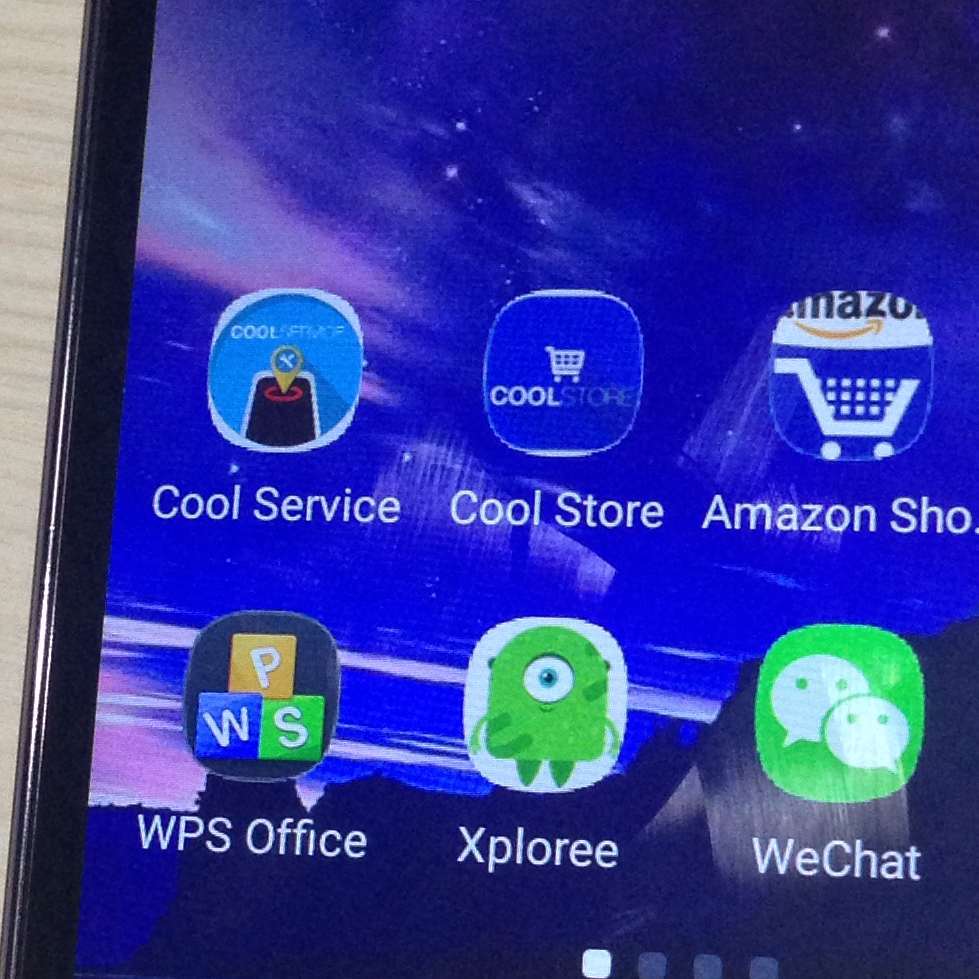 COOLSERVICE
COOLSTORE
amazo
Cool Service
Cool Store
Amazon Sho.
P
W S
WPS Office
Xploree
WeChat